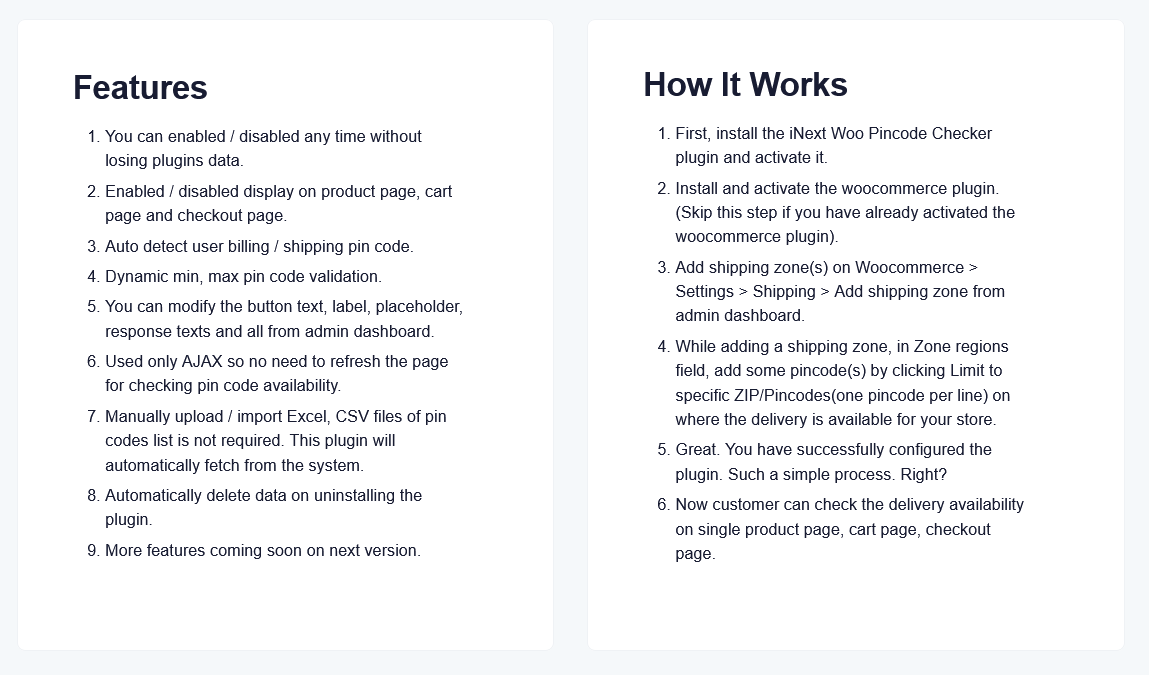 Features
1. You can enabled / disabled any time without
losing plugins data.
2. Enabled / disabled display on product page, cart
page and checkout page.
3. Auto detect user billing / shipping pin code.
4. Dynamic min, max pin code validation.
5. You can modify the button text, label, placeholder,
response texts and all from admin dashboard.
6. Used only AJAX so no need to refresh the page
for checking pin code availability.
7. Manually upload / import Excel, CSV files of pin
codes list is not required. This plugin will
automatically fetch from the system.
8. Automatically delete data on uninstalling the
plugin.
9. More features coming soon on next version.
How It Works
1. First, install the iNext Woo Pincode Checker
plugin and activate it.
2. Install and activate the woocommerce plugin.
(Skip this step if you have already activated the
woocommerce plugin).
3. Add shipping zone(s) on Woocommerce >
Settings > Shipping > Add shipping zone from
admin dashboard.
4. While adding a shipping zone, in Zone regions
field, add some pincode(s) by clicking Limit to
specific ZIP/Pincodes(one pincode per line) on
where the delivery is available for your store.
5. Great. You have successfully configured the
plugin. Such a simple process. Right?
6. Now customer can check the delivery availability
on single product page, cart page, checkout
page.